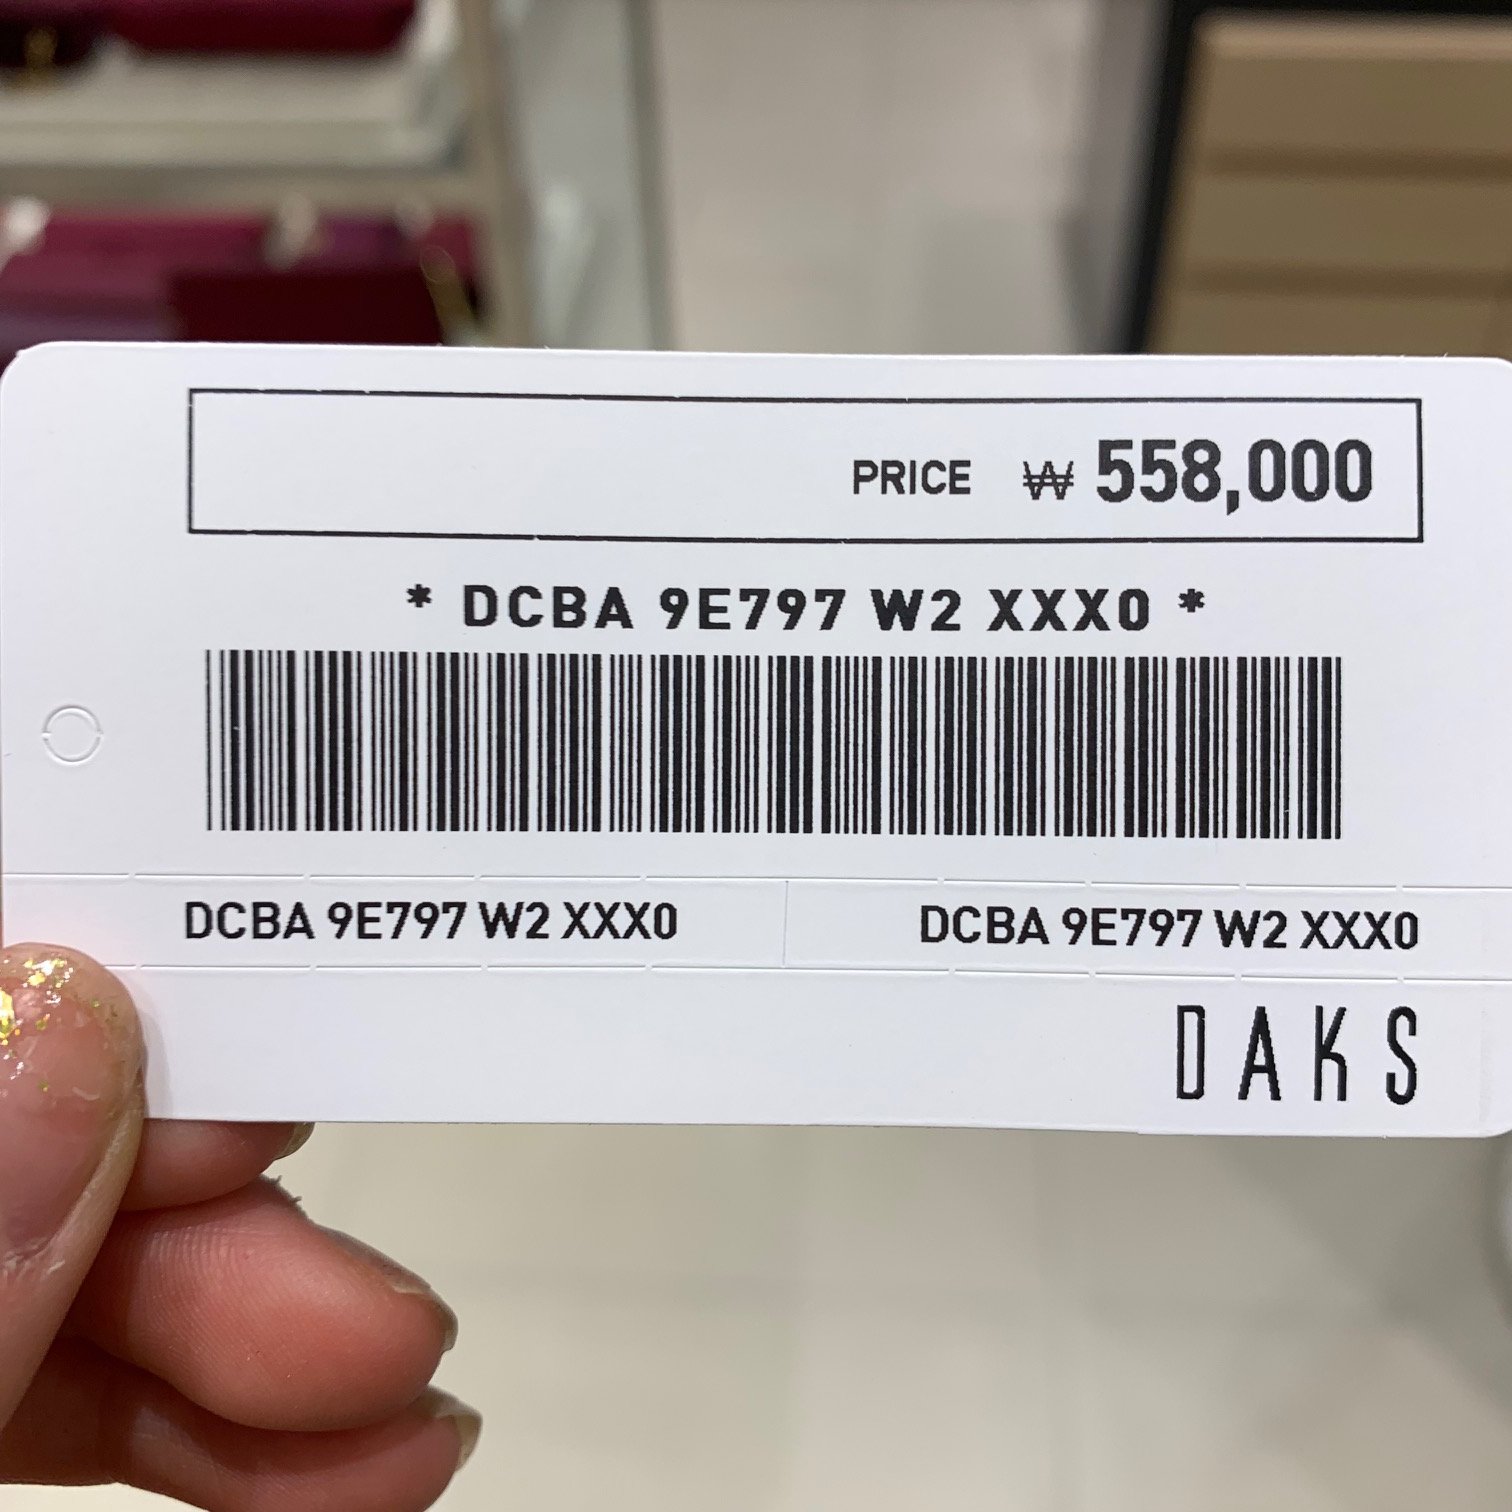 PRICE ₩ 558,000
* DCBA 9E797 W2 XXX0 *
DCBA 9E797 W2 XXX0
DCBA 9E797 W2 XXX0
DAKS